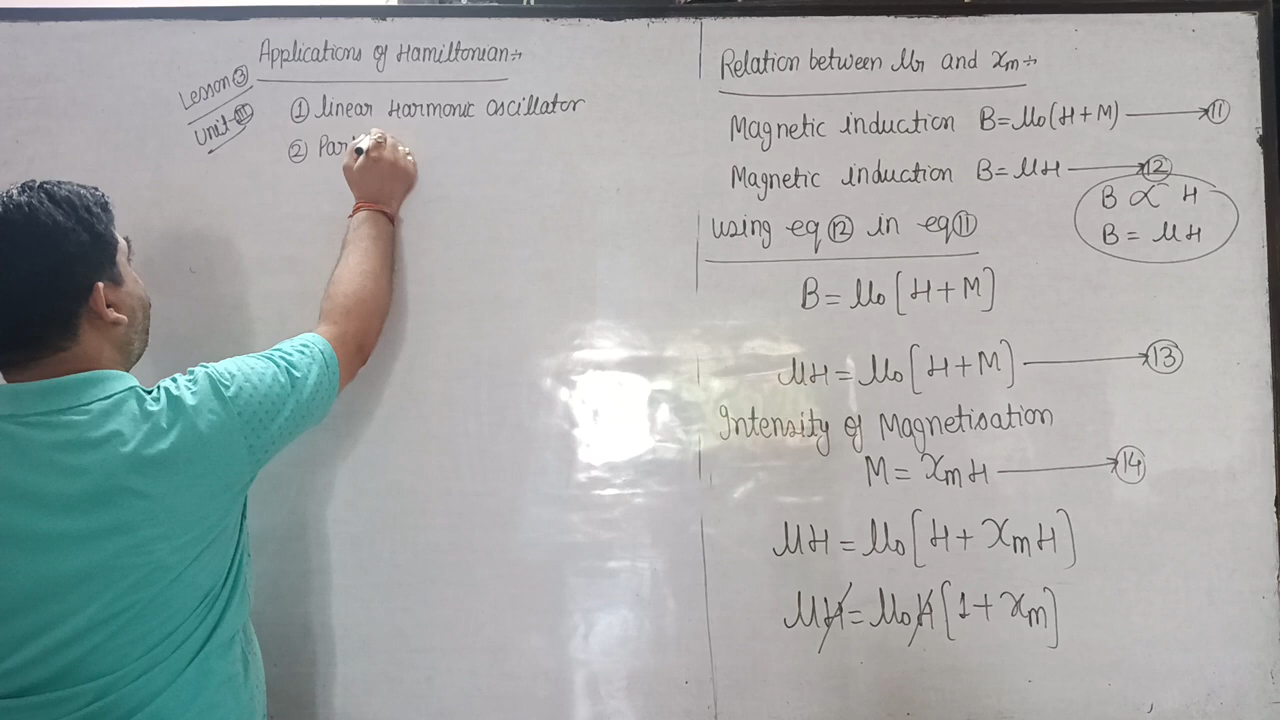 Applications of Hamiltonian÷
Lesson ③
Unit-III
① linear Harmonic oscillator
② Par
Relation between μr and χm÷
Magnetic induction B=μ0(H+M) ⟶ ⑪
Magnetic induction B=μH ⟶ ⑫
B ∝ H
B = μH
using eq ⑫ in eq ⑪
B=μ0[H+M]
μH=μ0[H+M] ⟶ ⑬
Intensity of Magnetisation
M=χmH ⟶ ⑭
μH=μ0[H+χmH]
μH=μ0H[1+χm]